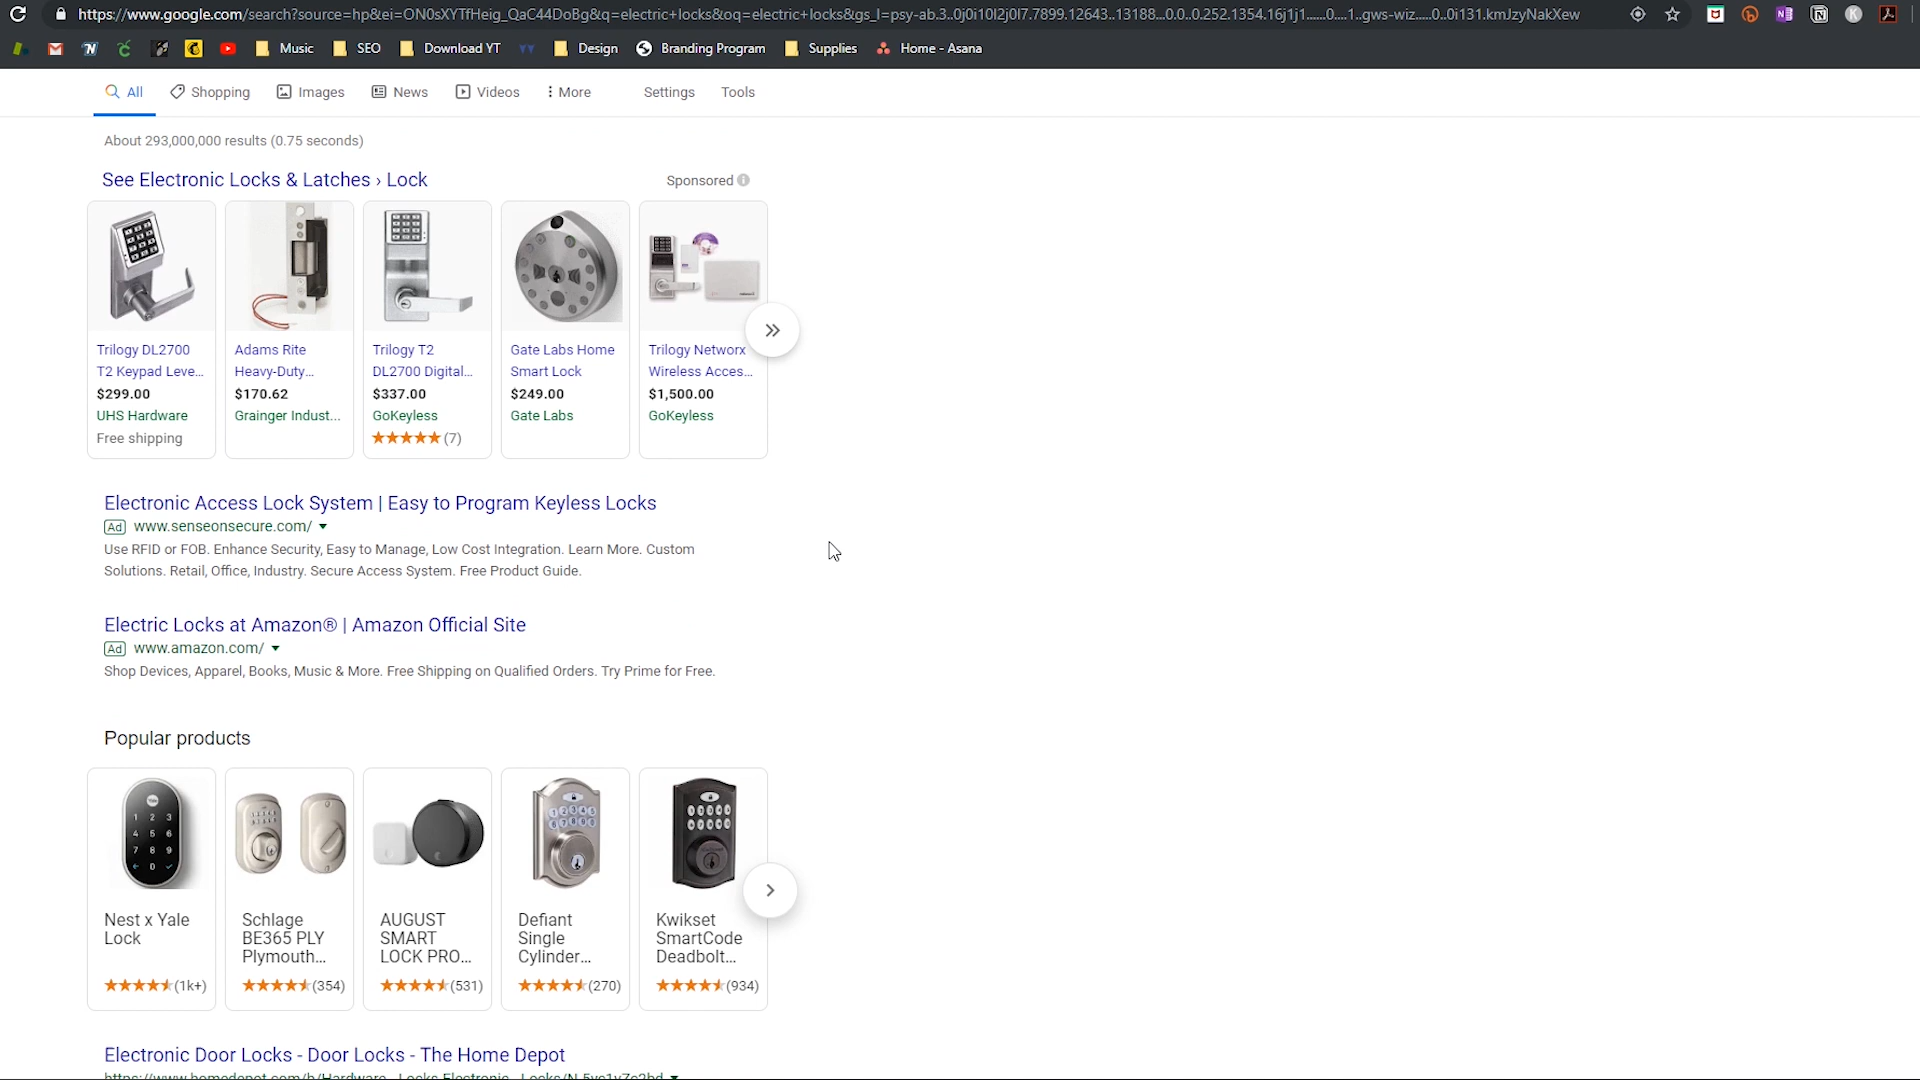 https://www.google.com/search?source=hp&ei=ON0sXYTfHeig_QaC44DoBg&q=electric+locks&oq=electric+locks&gs_l=psy-ab.3..0j0i10l2j0l7.7899.12643..13188...0.0..0.252.1354.16j1j1......0....1..gws-wiz.....0..0i131.kmJzyNakXew
Music SEO Download YT Design Branding Program Supplies Home - Asana
All Shopping Images News Videos More Settings Tools
About 293,000,000 results (0.75 seconds)
See Electronic Locks & Latches › Lock
Sponsored
Trilogy DL2700
T2 Keypad Leve...
$299.00
UHS Hardware
Free shipping
Adams Rite
Heavy-Duty...
$170.62
Grainger Indust...
Trilogy T2
DL2700 Digital...
$337.00
GoKeyless
(7)
Gate Labs Home
Smart Lock
$249.00
Gate Labs
Trilogy Networx
Wireless Acces...
$1,500.00
GoKeyless
Electronic Access Lock System | Easy to Program Keyless Locks
Ad www.senseonsecure.com/
Use RFID or FOB. Enhance Security, Easy to Manage, Low Cost Integration. Learn More. Custom
Solutions. Retail, Office, Industry. Secure Access System. Free Product Guide.
Electric Locks at Amazon® | Amazon Official Site
Ad www.amazon.com/
Shop Devices, Apparel, Books, Music & More. Free Shipping on Qualified Orders. Try Prime for Free.
Popular products
Nest x Yale
Lock
(1k+)
Schlage
BE365 PLY
Plymouth...
(354)
AUGUST
SMART
LOCK PRO...
(531)
Defiant
Single
Cylinder...
(270)
Kwikset
SmartCode
Deadbolt...
(934)
Electronic Door Locks - Door Locks - The Home Depot